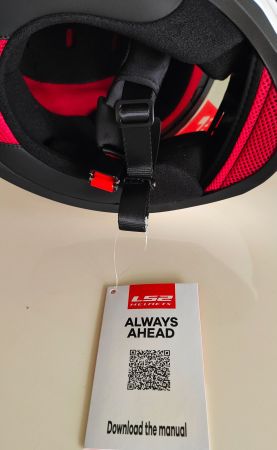 LS2
HELMETS
ALWAYS
AHEAD
Download the manual